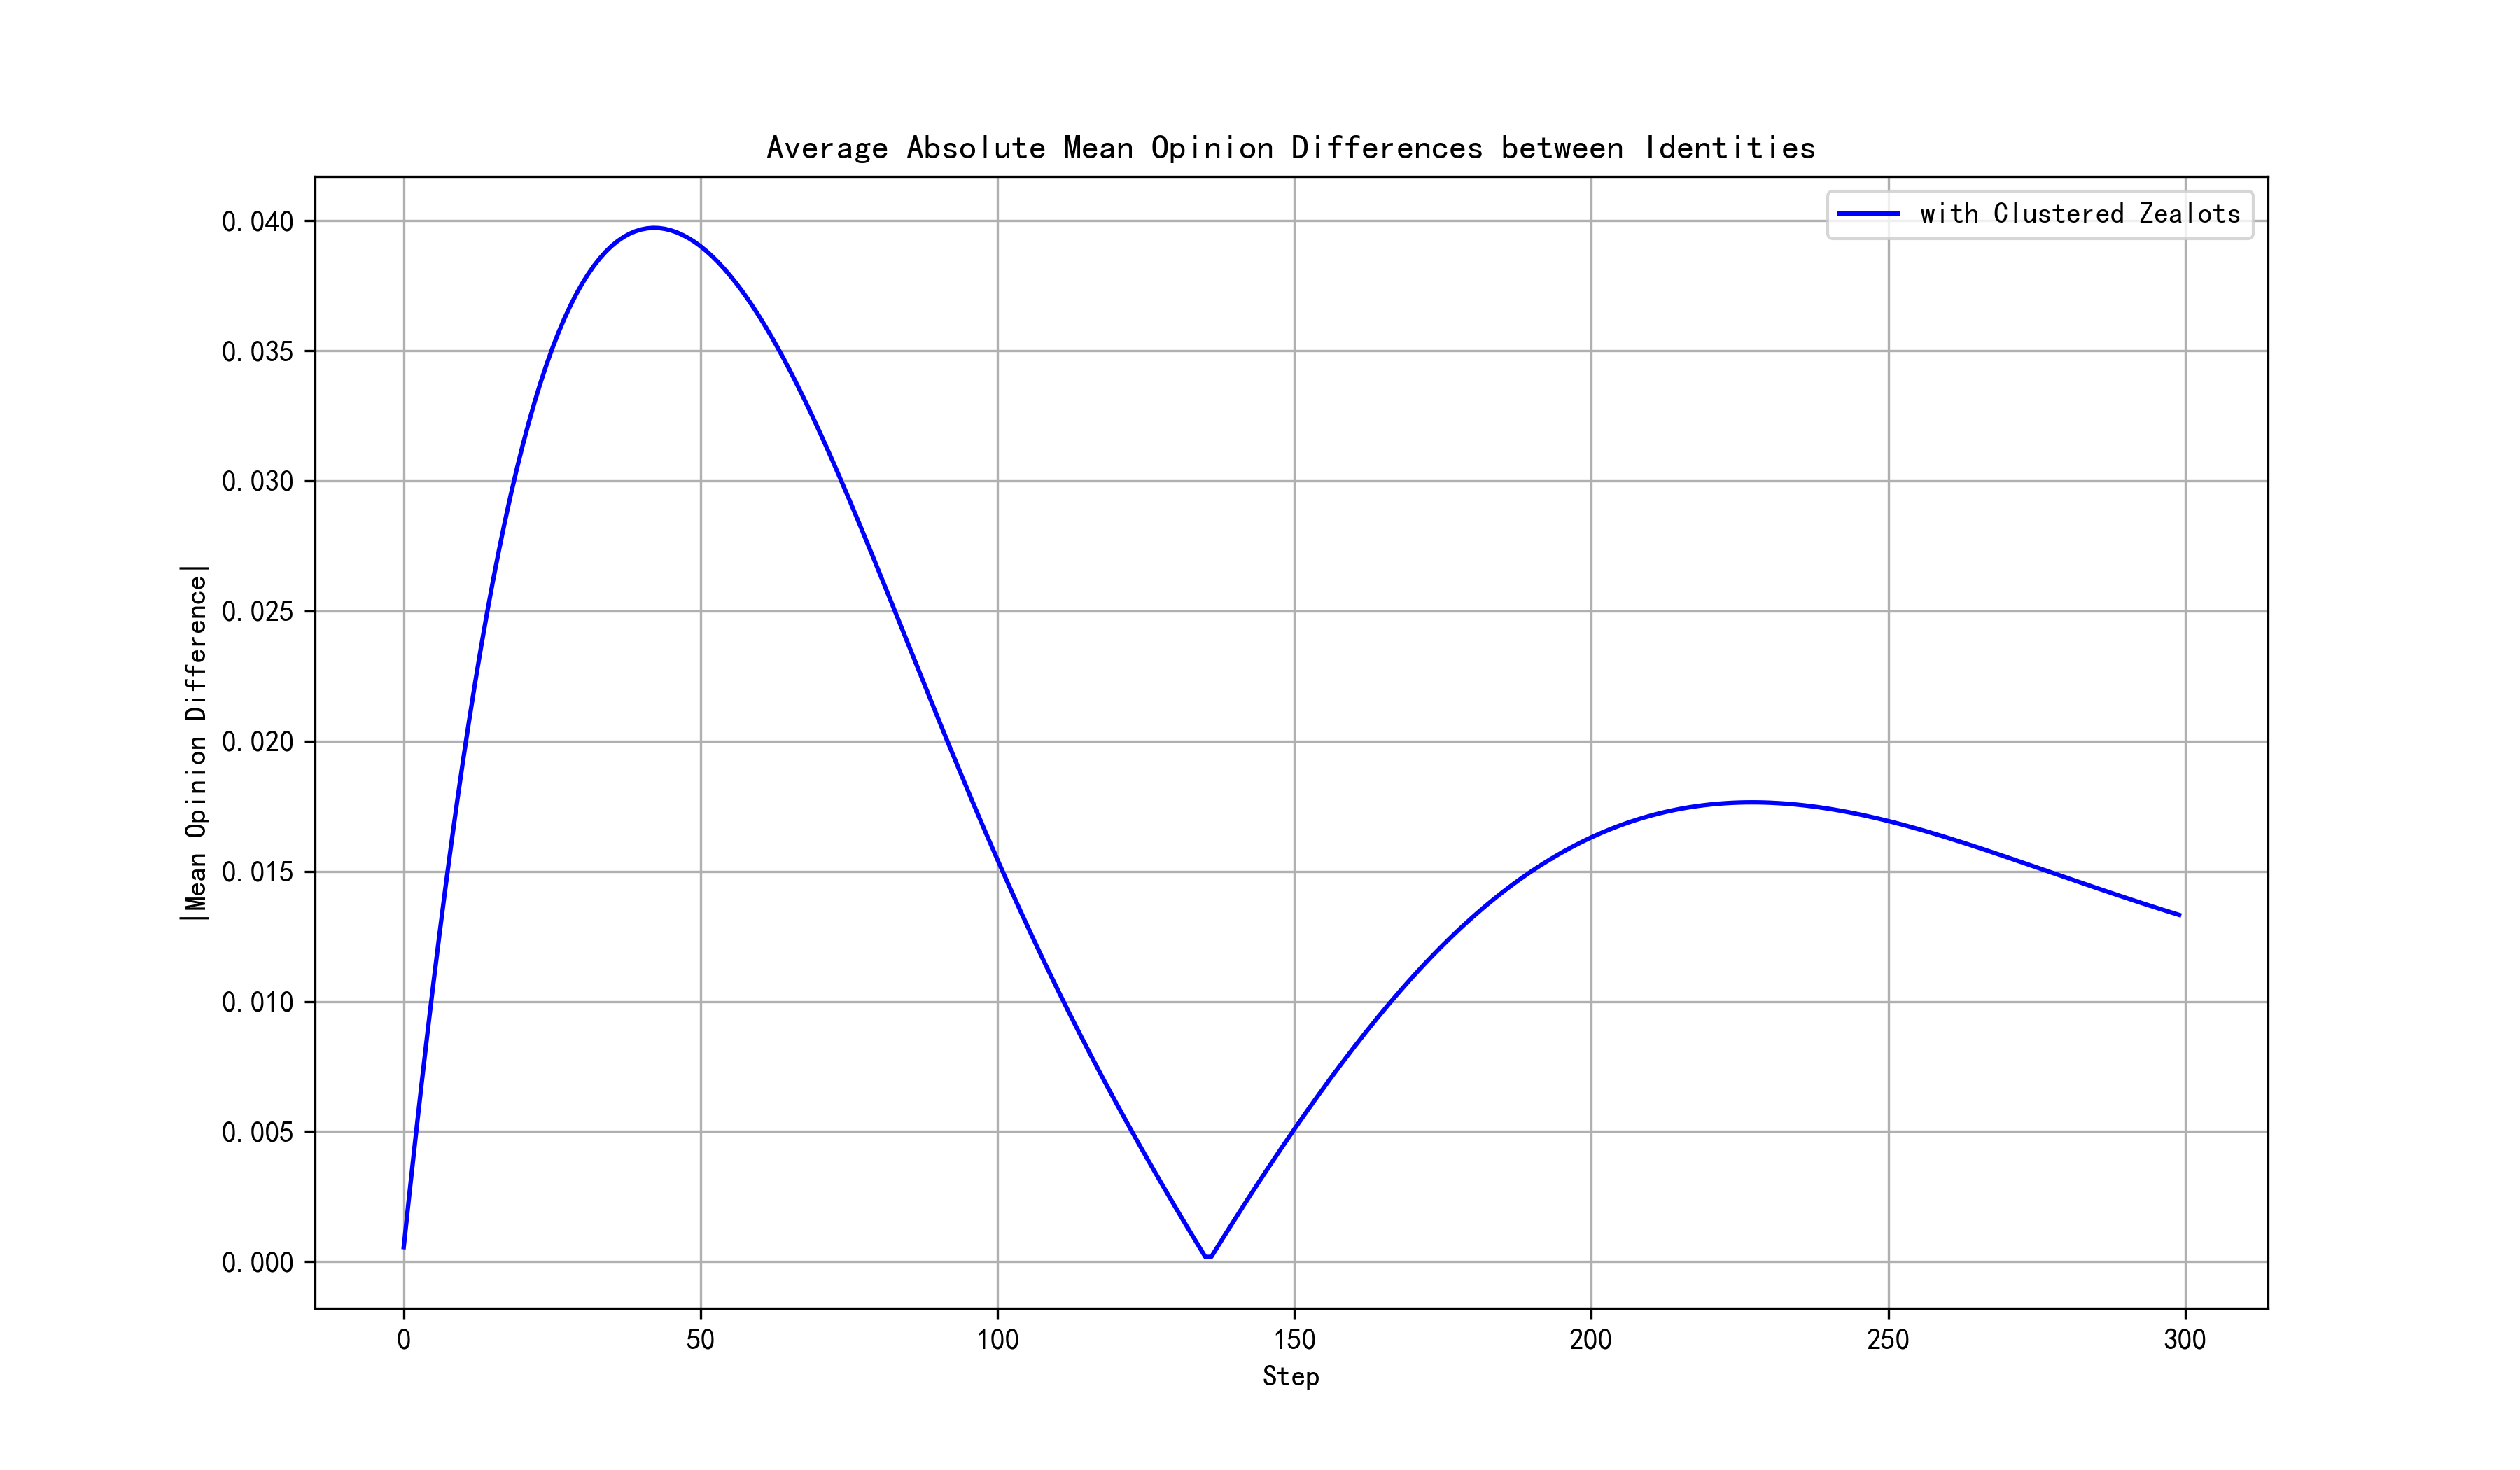 Average Absolute Mean Opinion Differences between Identities
with Clustered Zealots
|Mean Opinion Difference|
0.040
0.035
0.030
0.025
0.020
0.015
0.010
0.005
0.000
0 50 100 150 200 250 300
Step